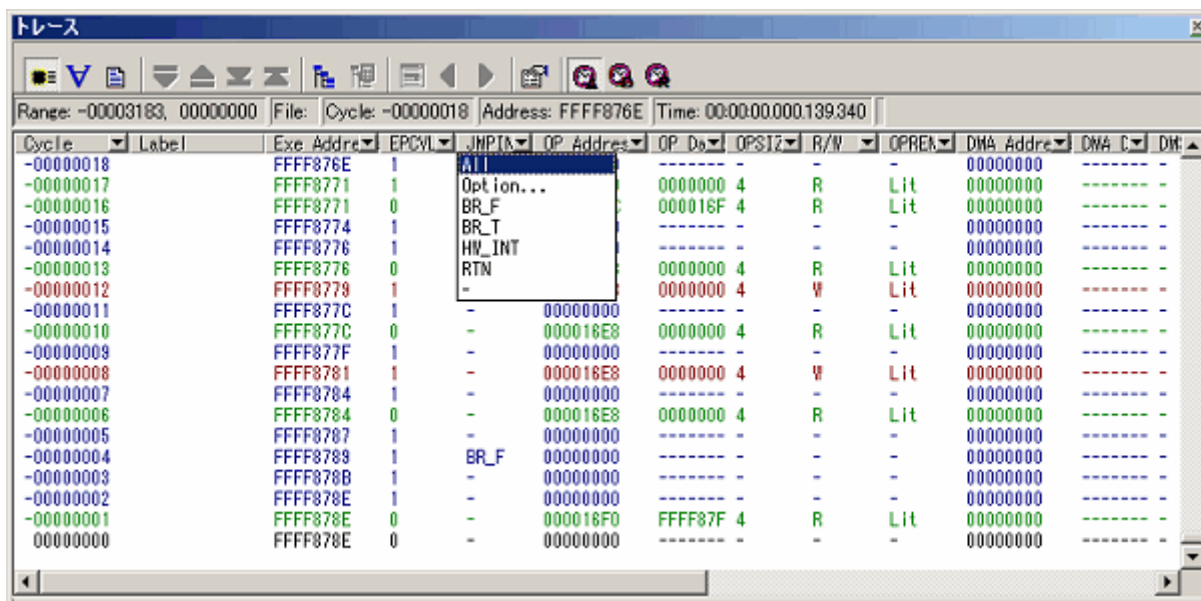 トレース
Range: -00003183, 00000000 File: Cycle: -00000018 Address: FFFF876E Time: 00:00:00.000.139.340
Cycle Label Exe Addre EPCVL JMPIN OP Addres OP Da OPSIZ R/W OPREN DMA Addre DMA C DM
-00000018 FFFF876E 1 All ------- - - - 00000000 ------- -
-00000017 FFFF8771 1 Option... 0000000 4 R Lit 00000000 ------- -
-00000016 FFFF8771 0 BR_F 000016F 4 R Lit 00000000 ------- -
-00000015 FFFF8774 1 BR_T ------- - - - 00000000 ------- -
-00000014 FFFF8776 1 HW_INT ------- - - - 00000000 ------- -
-00000013 FFFF8776 0 RTN 0000000 4 R Lit 00000000 ------- -
-00000012 FFFF8779 1 - 0000000 4 W Lit 00000000 ------- -
-00000011 FFFF877C 1 - 00000000 ------- - - - 00000000 ------- -
-00000010 FFFF877C 0 - 000016E8 0000000 4 R Lit 00000000 ------- -
-00000009 FFFF877F 1 - 00000000 ------- - - - 00000000 ------- -
-00000008 FFFF8781 1 - 000016E8 0000000 4 W Lit 00000000 ------- -
-00000007 FFFF8784 1 - 00000000 ------- - - - 00000000 ------- -
-00000006 FFFF8784 0 - 000016E8 0000000 4 R Lit 00000000 ------- -
-00000005 FFFF8787 1 - 00000000 ------- - - - 00000000 ------- -
-00000004 FFFF8789 1 BR_F 00000000 ------- - - - 00000000 ------- -
-00000003 FFFF878B 1 - 00000000 ------- - - - 00000000 ------- -
-00000002 FFFF878E 1 - 00000000 ------- - - - 00000000 ------- -
-00000001 FFFF878E 0 - 000016F0 FFFF87F 4 R Lit 00000000 ------- -
00000000 FFFF878E 0 - 00000000 ------- - - - 00000000 ------- -